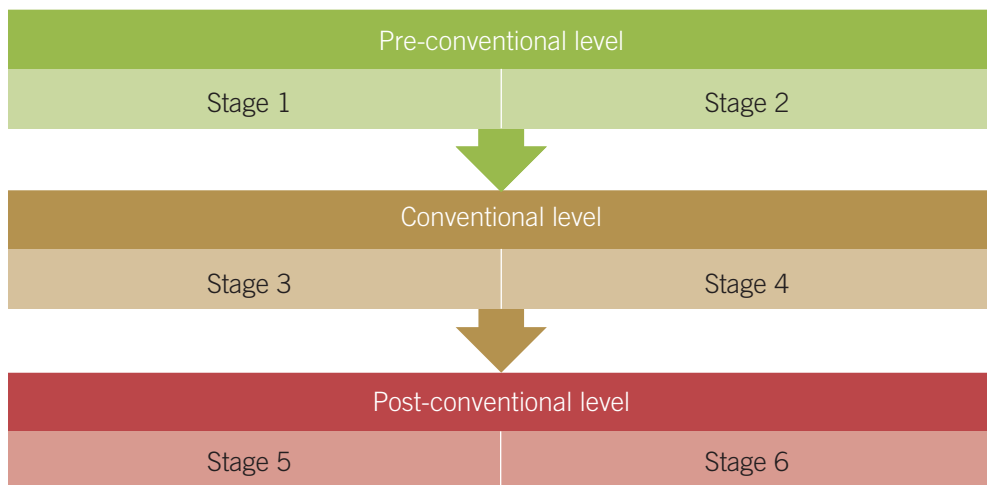 Pre-conventional level
Stage 1 Stage 2
Conventional level
Stage 3 Stage 4
Post-conventional level
Stage 5 Stage 6